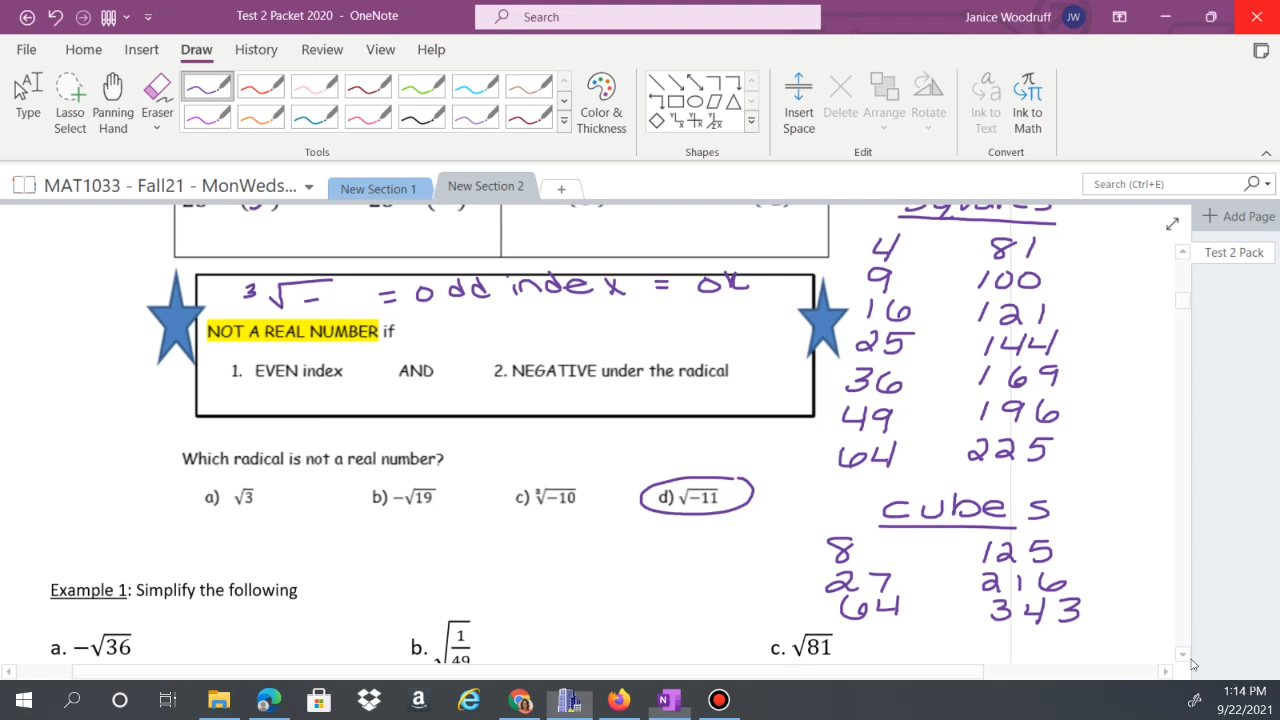 Test 2 Packet 2020 - OneNote
Search
Janice Woodruff JW
File Home Insert Draw History Review View Help
Type Lasso Select Panning Hand Eraser
Color & Thickness
Insert Space Delete Arrange Rotate
Ink to Text Ink to Math
Tools Shapes Edit Convert
MAT1033 - Fall21 - MonWeds... New Section 1 New Section 2 +
Search (Ctrl+E)
+ Add Page
Test 2 Pack
squares
4 81
9 100
16 121
25 144
36 169
49 196
64 225
³√- = odd index = ok
NOT A REAL NUMBER if
1. EVEN index AND 2. NEGATIVE under the radical
Which radical is not a real number?
a) √3 b) -√19 c) ³√-10 d) √-11
cubes
8 125
27 216
64 343
Example 1: Simplify the following
a. -√36 b. √1/49 c. √81
1:14 PM
9/22/2021